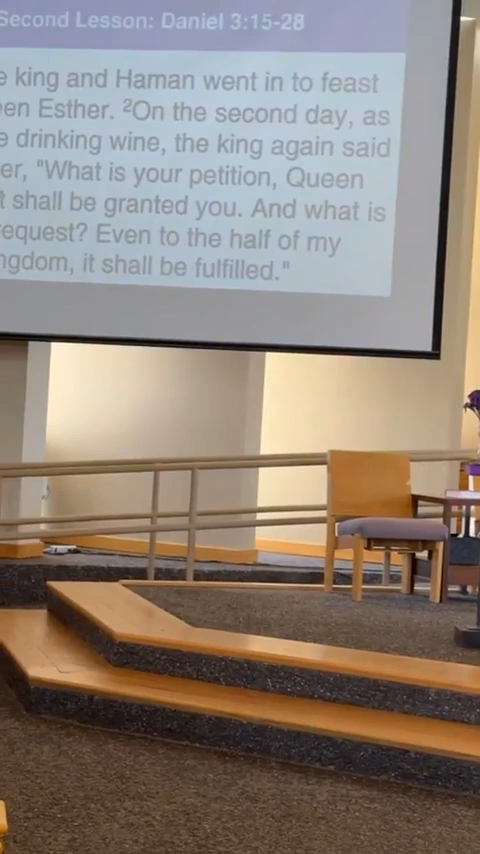 Second Lesson: Daniel 3:15-28
e king and Haman went in to feast
en Esther. ²On the second day, as
e drinking wine, the king again said
er, "What is your petition, Queen
t shall be granted you. And what is
equest? Even to the half of my
ngdom, it shall be fulfilled."